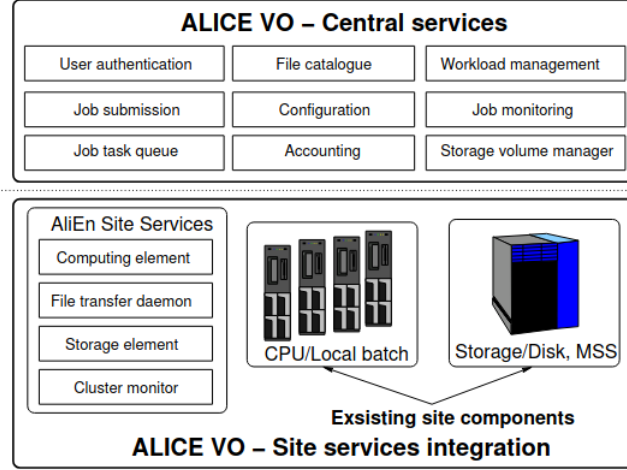 ALICE VO – Central services
User authentication
File catalogue
Workload management
Job submission
Configuration
Job monitoring
Job task queue
Accounting
Storage volume manager
AliEn Site Services
Computing element
File transfer daemon
Storage element
Cluster monitor
CPU/Local batch
Storage/Disk, MSS
Exsisting site components
ALICE VO – Site services integration